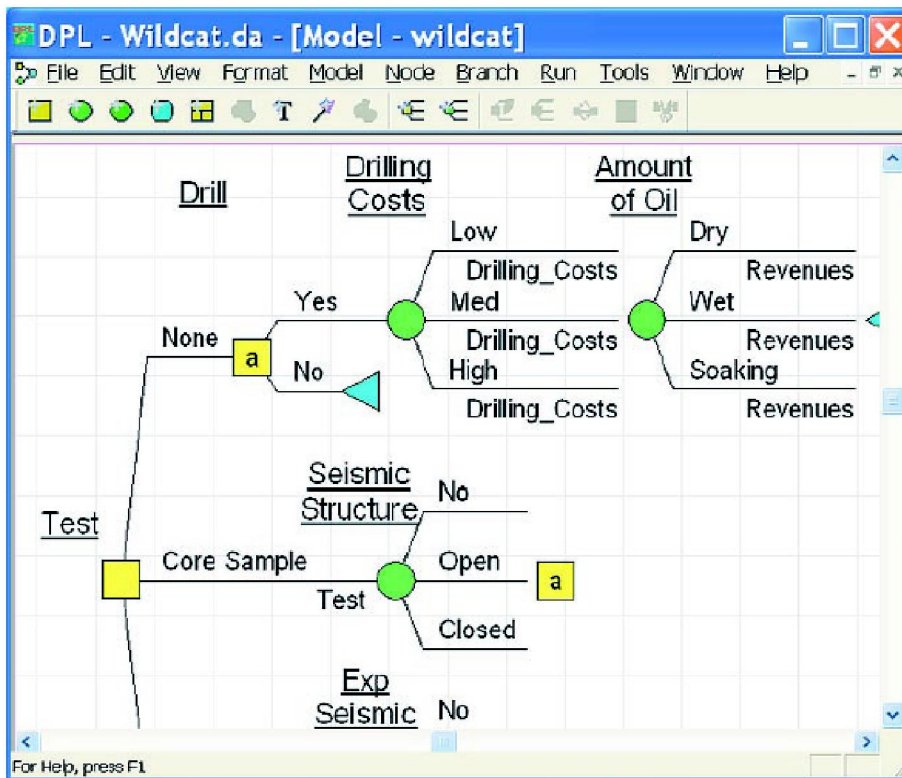 DPL - Wildcat.da - [Model - wildcat]
File Edit View Format Model Node Branch Run Tools Window Help
T
Drill
Drilling
Costs
Amount
of Oil
Low
Drilling_Costs
Med
Drilling_Costs
High
Drilling_Costs
Dry
Revenues
Wet
Revenues
Soaking
Revenues
None
a
Yes
No
Test
Seismic
Structure
No
Core Sample
Test
Open
a
Closed
Exp
Seismic
No
For Help, press F1